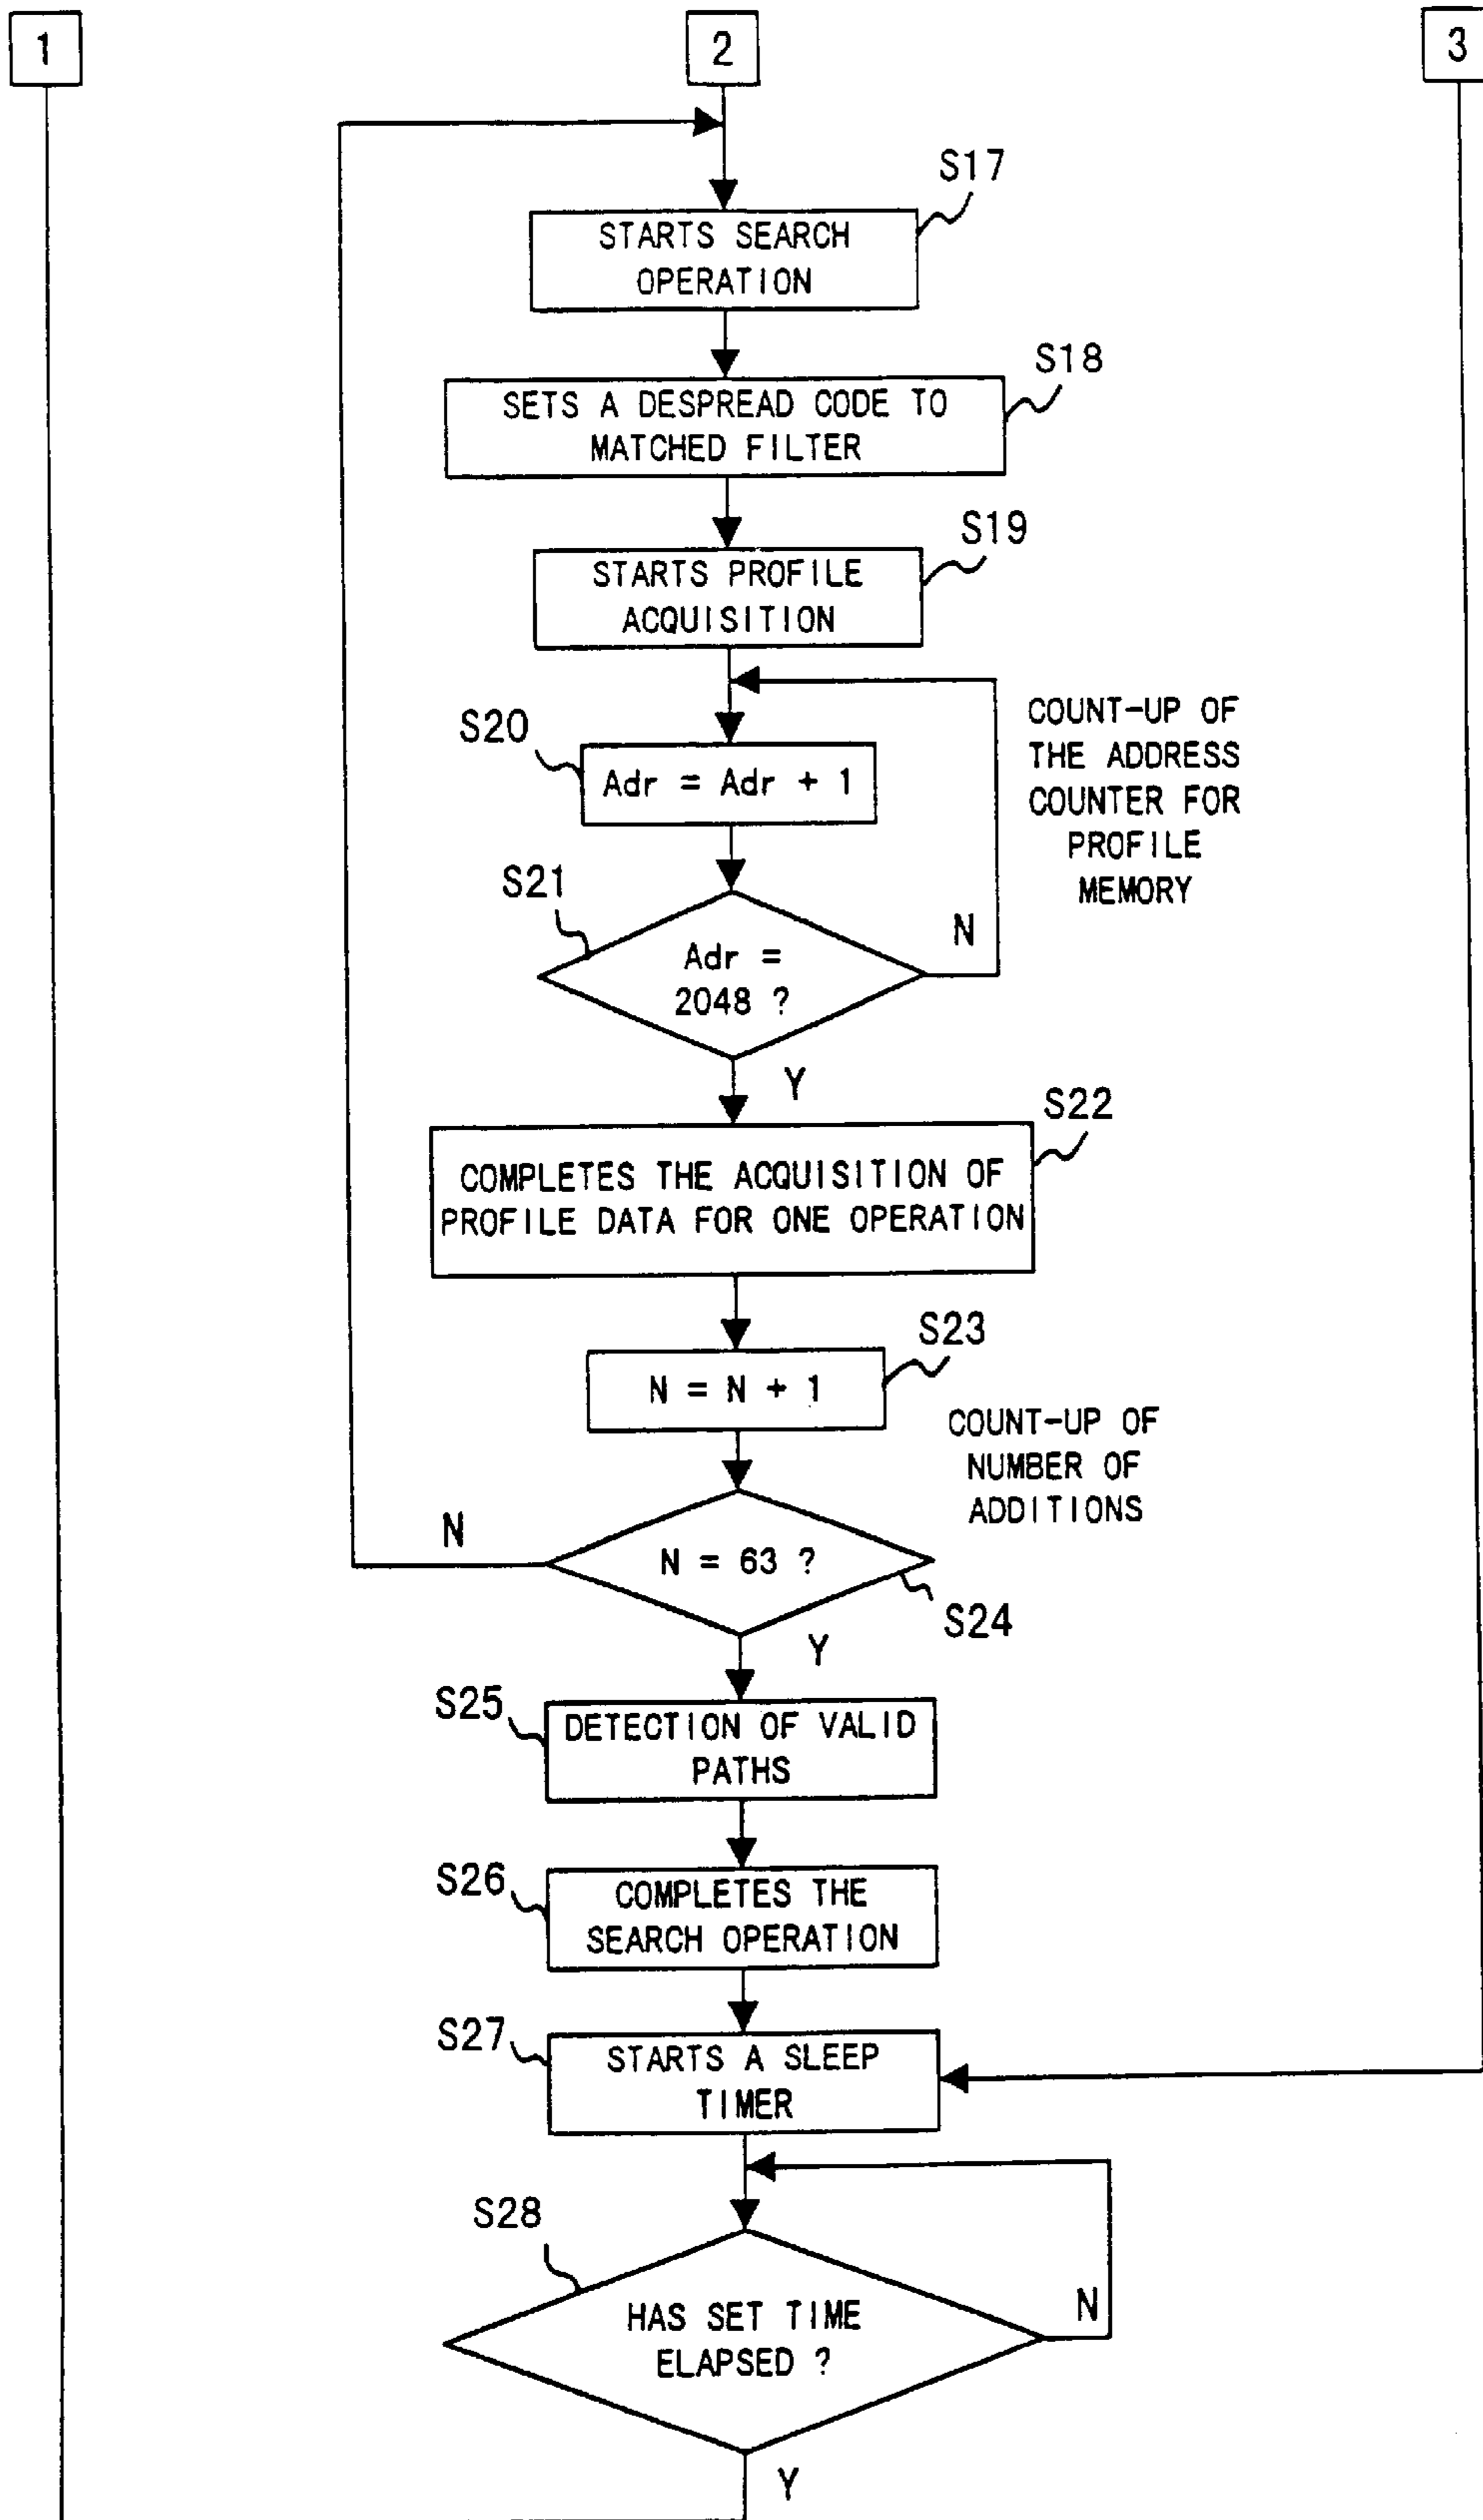 1
2
3
S17
STARTS SEARCH
OPERATION
S18
SETS A DESPREAD CODE TO
MATCHED FILTER
S19
STARTS PROFILE
ACQUISITION
S20
Adr = Adr + 1
COUNT-UP OF
THE ADDRESS
COUNTER FOR
PROFILE
MEMORY
S21
Adr =
2048 ?
N
Y
S22
COMPLETES THE ACQUISITION OF
PROFILE DATA FOR ONE OPERATION
S23
N = N + 1
COUNT-UP OF
NUMBER OF
ADDITIONS
N
N = 63 ?
S24
Y
S25
DETECTION OF VALID
PATHS
S26
COMPLETES THE
SEARCH OPERATION
S27
STARTS A SLEEP
TIMER
S28
HAS SET TIME
ELAPSED ?
N
Y